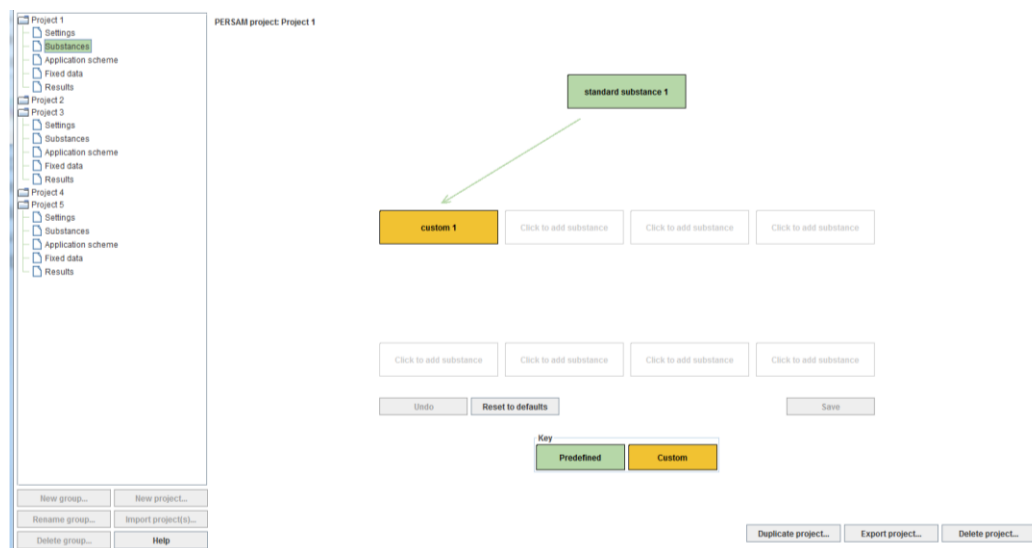 Project 1
Settings
Substances
Application scheme
Fixed data
Results
Project 2
Project 3
Settings
Substances
Application scheme
Fixed data
Results
Project 4
Project 5
Settings
Substances
Application scheme
Fixed data
Results
New group... New project...
Rename group... Import project(s)...
Delete group... Help
PERSAM project: Project 1
standard substance 1
custom 1 Click to add substance Click to add substance Click to add substance
Click to add substance Click to add substance Click to add substance Click to add substance
Undo Reset to defaults Save
Key
Predefined Custom
Duplicate project... Export project... Delete project...